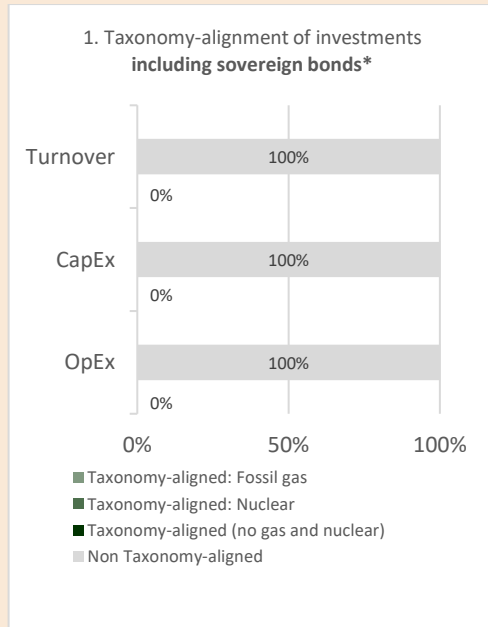 1. Taxonomy-alignment of investments
including sovereign bonds*
Turnover
100%
0%
CapEx
100%
0%
OpEx
100%
0%
0% 50% 100%
Taxonomy-aligned: Fossil gas
Taxonomy-aligned: Nuclear
Taxonomy-aligned (no gas and nuclear)
Non Taxonomy-aligned